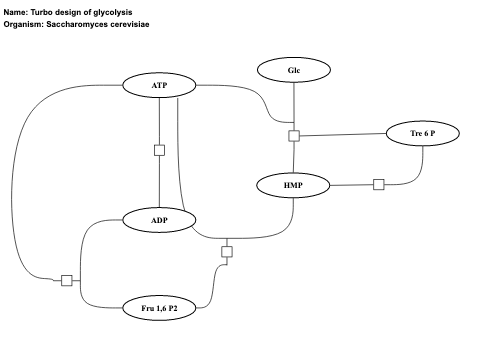 Name: Turbo design of glycolysis
Organism: Saccharomyces cerevisiae
Glc
ATP
Tre 6 P
HMP
ADP
Fru 1,6 P2